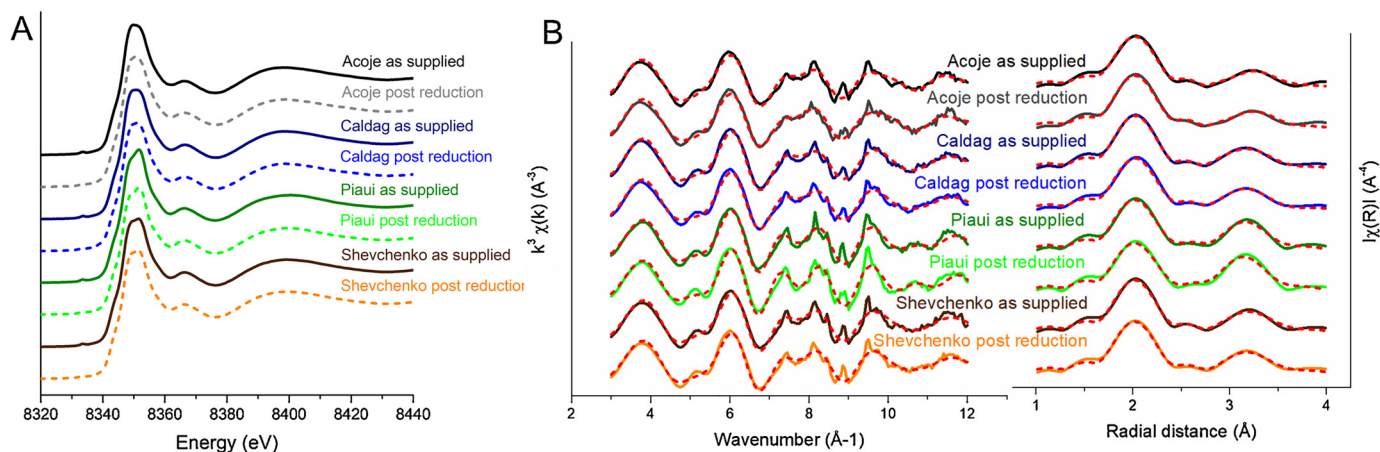 A
Acoje as supplied
Acoje post reduction
Caldag as supplied
Caldag post reduction
Piaui as supplied
Piaui post reduction
Shevchenko as supplied
Shevchenko post reduction
8320 8340 8360 8380 8400 8420 8440
Energy (eV)
B
k³ χ(k) (A⁻³)
Acoje as supplied
Acoje post reduction
Caldag as supplied
Caldag post reduction
Piaui as supplied
Piaui post reduction
Shevchenko as supplied
Shevchenko post reduction
2 4 6 8 10 12
Wavenumber (Å-1)
1 2 3 4
Radial distance (Å)
Iχ(R)I (A⁻⁴)